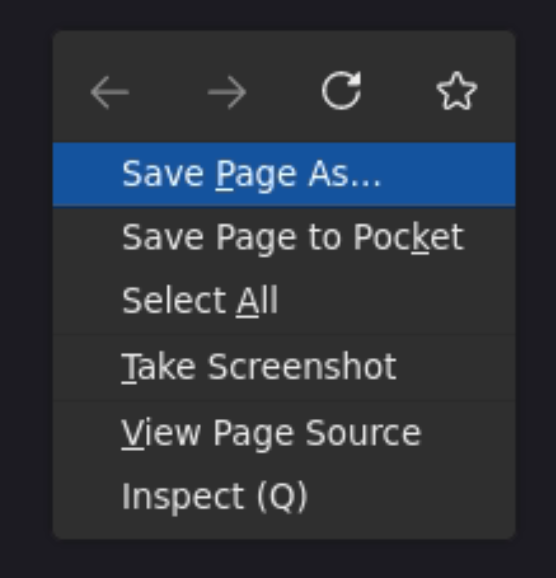 Save Page As...
Save Page to Pocket
Select All
Take Screenshot
View Page Source
Inspect (Q)